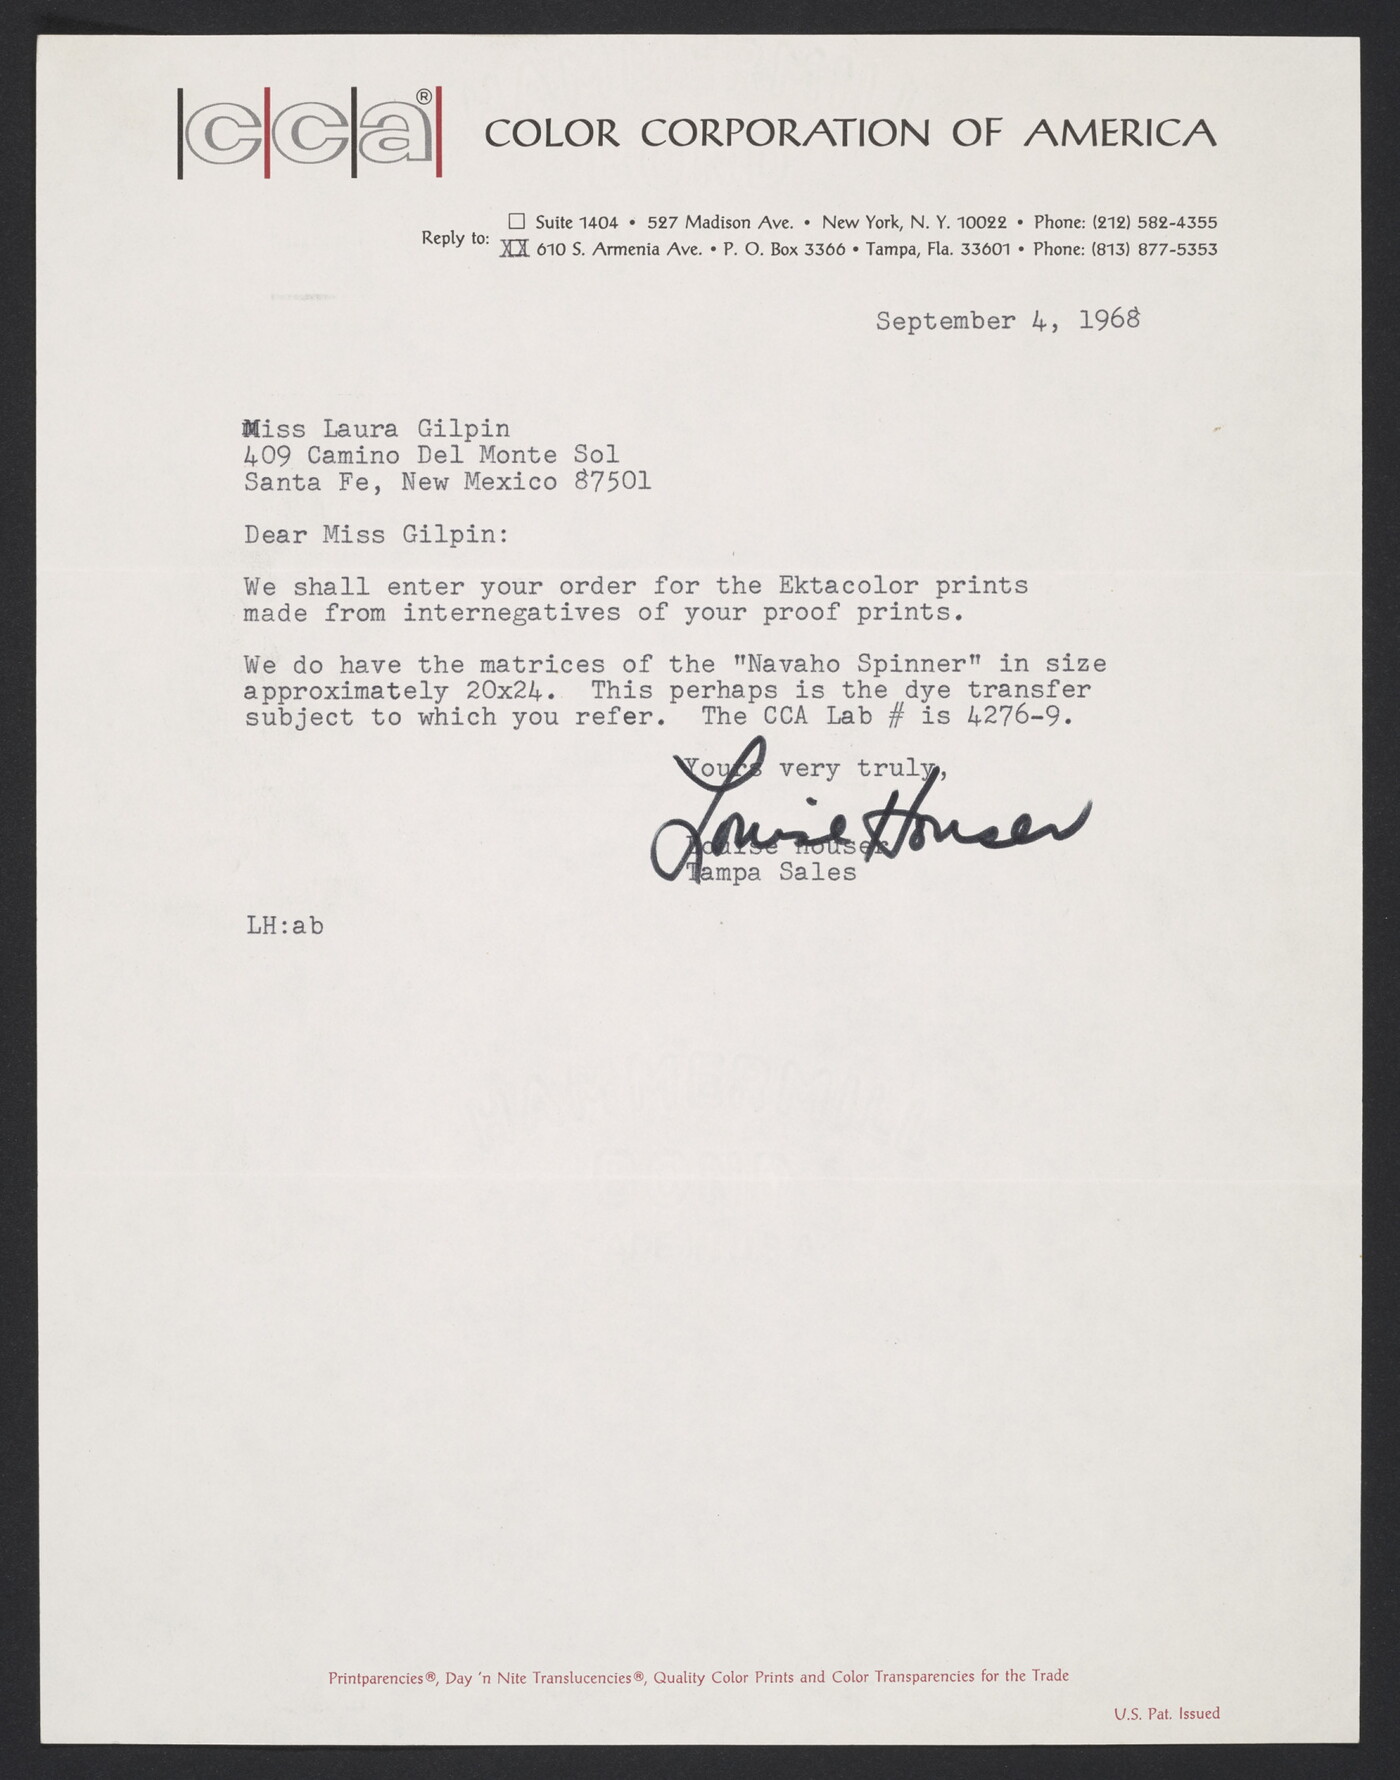 cca®
COLOR CORPORATION OF AMERICA
Reply to:
☐ Suite 1404 • 527 Madison Ave. • New York, N. Y. 10022 • Phone: (212) 582-4355
XX 610 S. Armenia Ave. • P. O. Box 3366 • Tampa, Fla. 33601 • Phone: (813) 877-5353
September 4, 1968
Miss Laura Gilpin
409 Camino Del Monte Sol
Santa Fe, New Mexico 87501
Dear Miss Gilpin:
We shall enter your order for the Ektacolor prints
made from internegatives of your proof prints.
We do have the matrices of the "Navaho Spinner" in size
approximately 20x24. This perhaps is the dye transfer
subject to which you refer. The CCA Lab # is 4276-9.
Yours very truly,
Louise Houser
Louise Houser
Tampa Sales
LH:ab
Printparencies®, Day 'n Nite Translucencies®, Quality Color Prints and Color Transparencies for the Trade
U.S. Pat. Issued